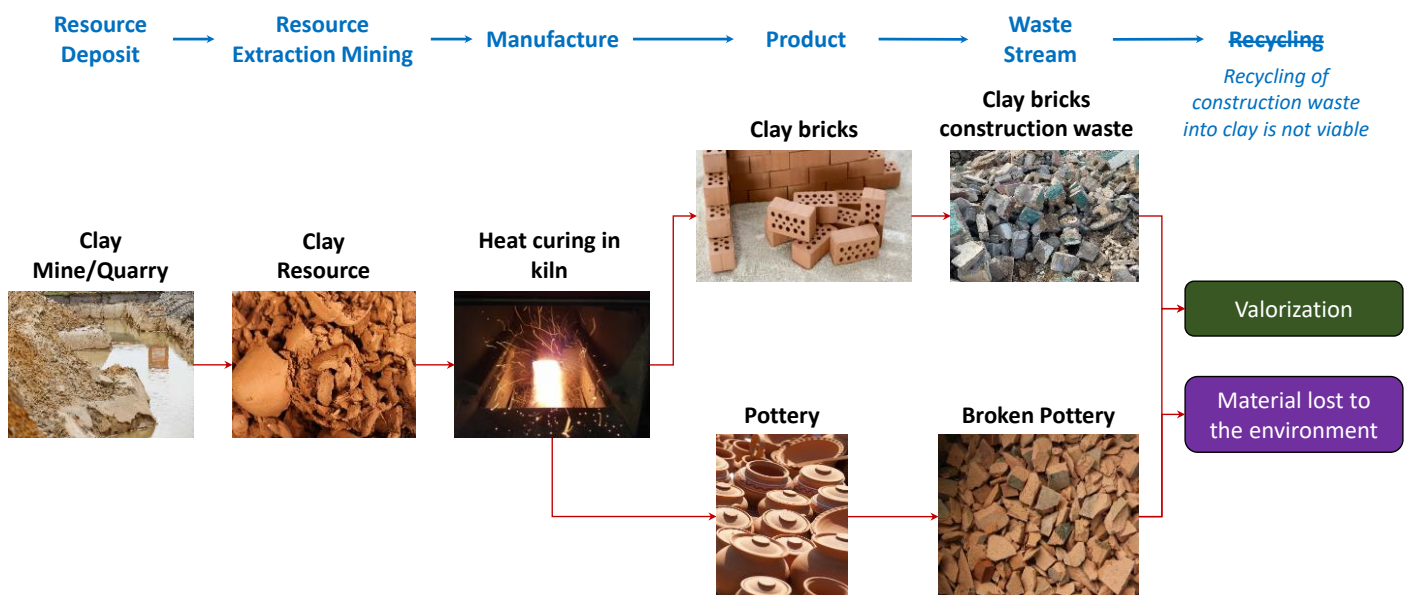 Resource
Deposit
Resource
Extraction Mining
Manufacture
Product
Waste
Stream
Recycling
Recycling of
construction waste
into clay is not viable
Clay bricks
Clay bricks
construction waste
Clay
Mine/Quarry
Clay
Resource
Heat curing in
kiln
Valorization
Pottery
Broken Pottery
Material lost to
the environment